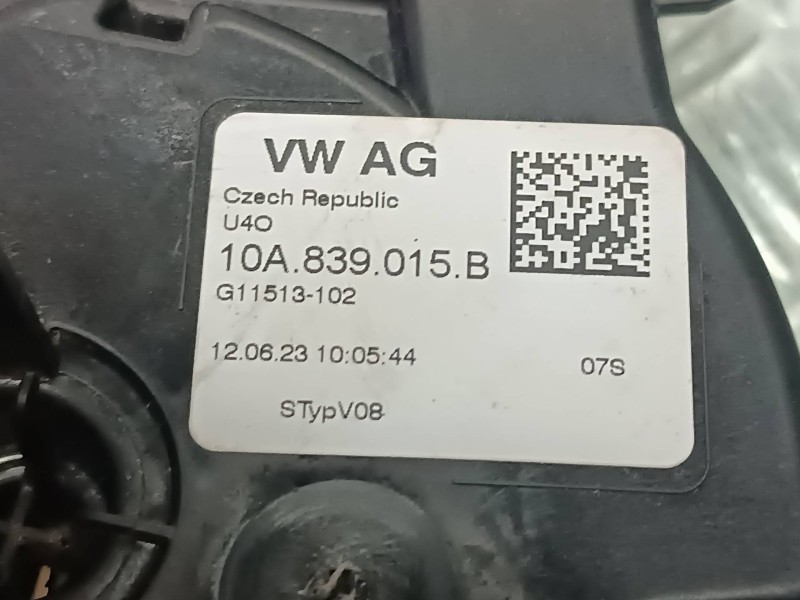 VW AG
Czech Republic
U4O
10A.839.015.B
G11513-102
12.06.23 10:05:44
07S
STypV08